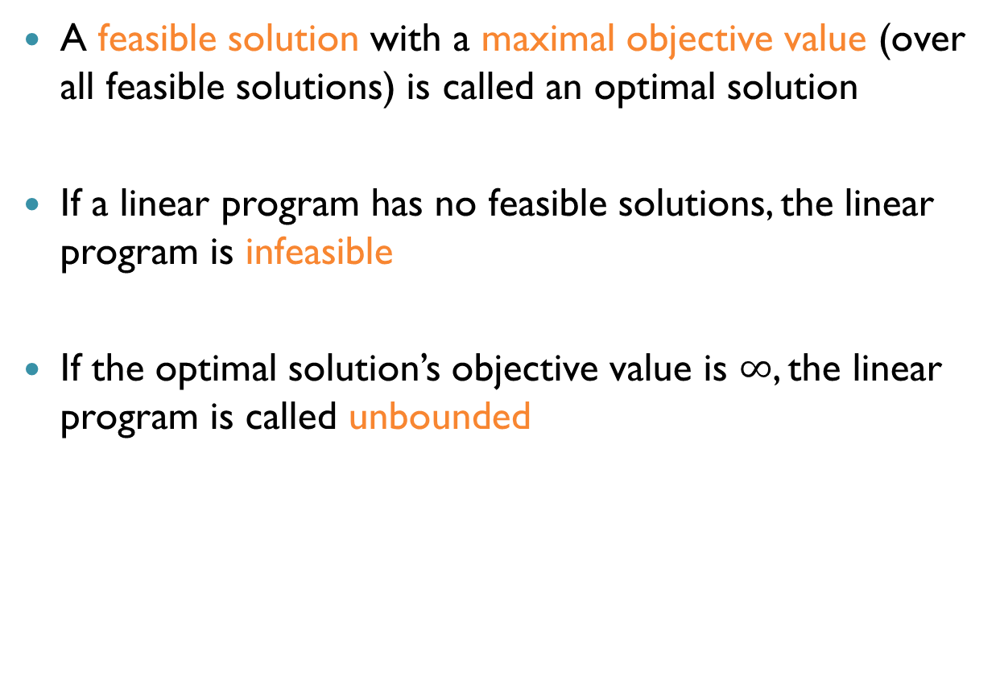 • A feasible solution with a maximal objective value (over
all feasible solutions) is called an optimal solution
• If a linear program has no feasible solutions, the linear
program is infeasible
• If the optimal solution’s objective value is ∞, the linear
program is called unbounded